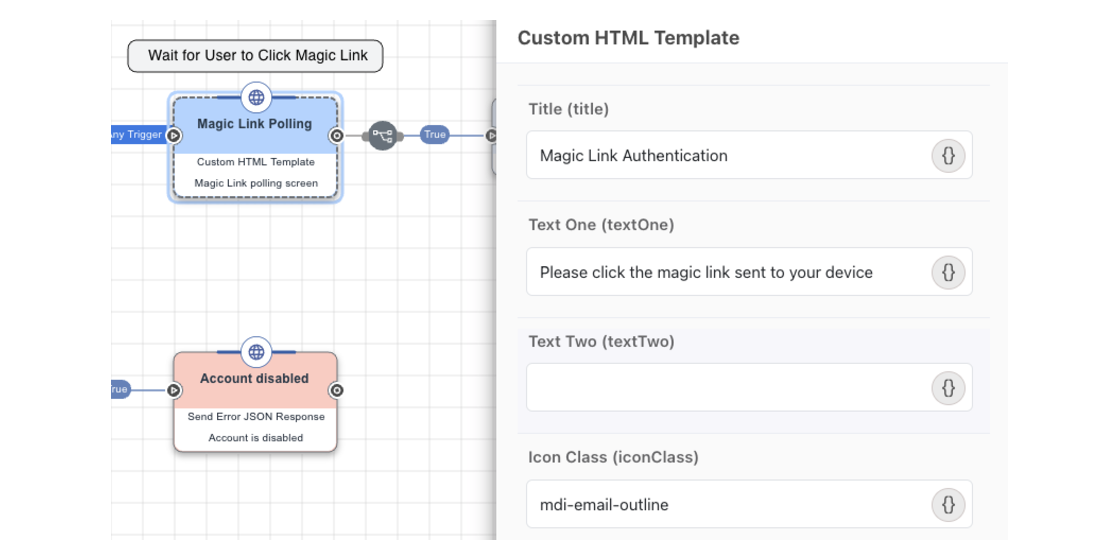 Wait for User to Click Magic Link
Magic Link Polling
ny Trigger
True
Custom HTML Template
Magic Link polling screen
rue
Account disabled
Send Error JSON Response
Account is disabled
Custom HTML Template
Title (title)
Magic Link Authentication
{}
Text One (textOne)
Please click the magic link sent to your device
{}
Text Two (textTwo)
{}
Icon Class (iconClass)
mdi-email-outline
{}